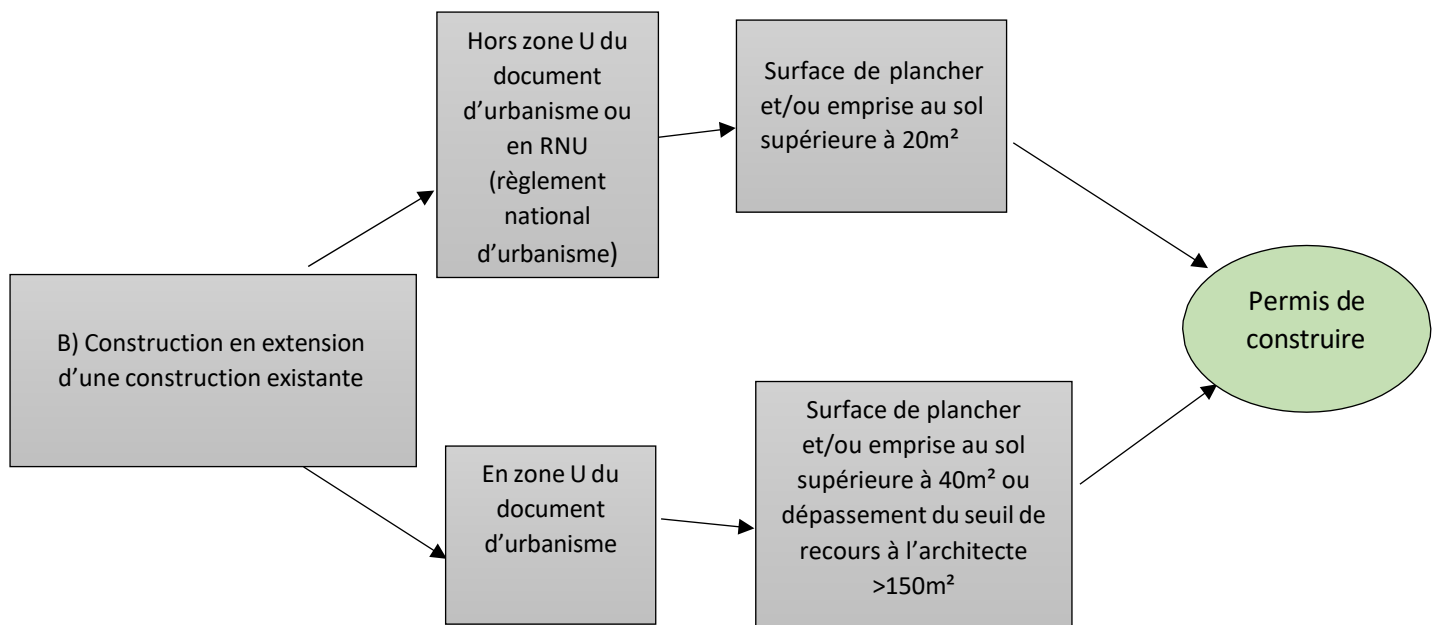 Hors zone U du
document
d’urbanisme ou
en RNU
(règlement
national
d’urbanisme)
Surface de plancher
et/ou emprise au sol
supérieure à 20m²
B) Construction en extension
d’une construction existante
Permis de
construire
En zone U du
document
d’urbanisme
Surface de plancher
et/ou emprise au sol
supérieure à 40m² ou
dépassement du seuil de
recours à l’architecte
>150m²